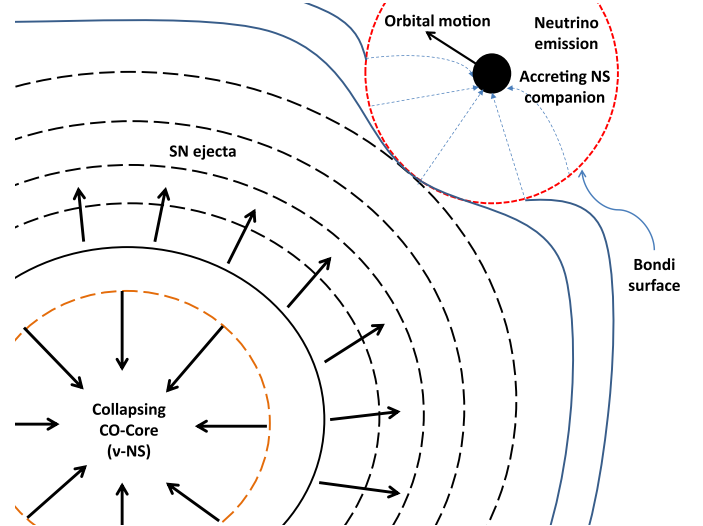 Orbital motion
Neutrino
emission
Accreting NS
companion
SN ejecta
Bondi
surface
Collapsing
CO-Core
(ν-NS)